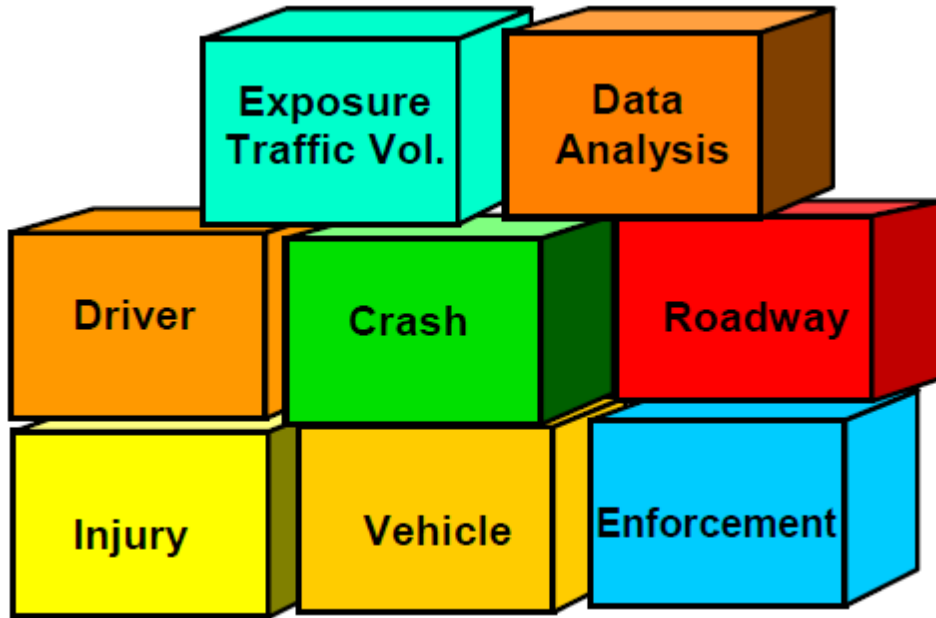 Exposure
Traffic Vol.
Data
Analysis
Driver
Crash
Roadway
Injury
Vehicle
Enforcement